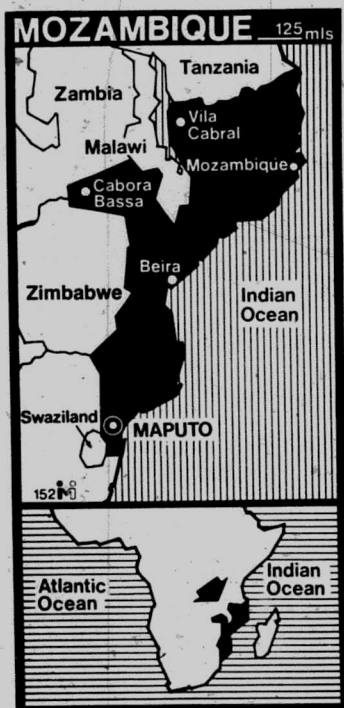 MOZAMBIQUE 125 mls
Tanzania
Zambia
Vila
Cabral
Malawi
Mozambique
Cabora
Bassa
Beira
Zimbabwe
Indian
Ocean
Swaziland
MAPUTO
152
Atlantic
Ocean
Indian
Ocean